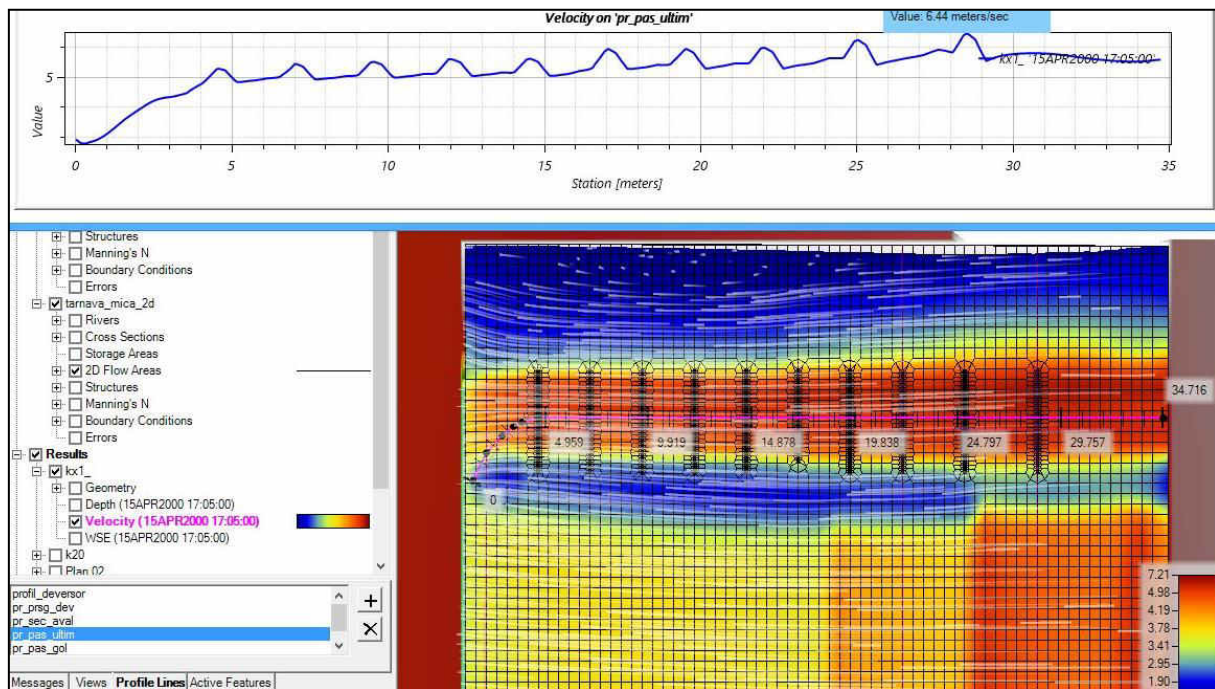 Velocity on 'pr_pas_ultim'
Value: 6.44 meters/sec
5
Value
kx1_ '15APR2000 17:05:00'
0 5 10 15 20 25 30 35
Station [meters]
Structures
Manning's N
Boundary Conditions
Errors
tarnava_mica_2d
Rivers
Cross Sections
Storage Areas
2D Flow Areas
Structures
Manning's N
Boundary Conditions
Errors
Results
kx1_
Geometry
Depth (15APR2000 17:05:00)
Velocity (15APR2000 17:05:00)
WSE (15APR2000 17:05:00)
k20
Plan 02
profil_deversor
pr_prsg_dev
pr_sec_aval
pr_pas_ultim
pr_pas_gol
Messages Views Profile Lines Active Features
34.716
4.959 9.919 14.878 19.838 24.797 29.757
0
7.21
4.98
4.19
3.78
3.41
2.95
1.90